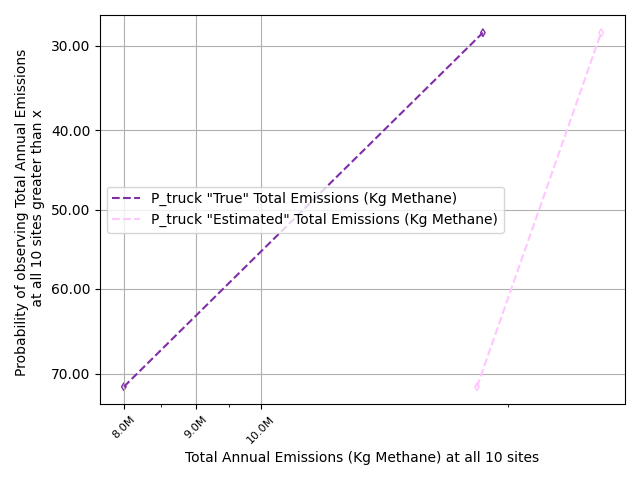 30.00
40.00
50.00
60.00
70.00
Probability of observing Total Annual Emissions
at all 10 sites greater than x
P_truck "True" Total Emissions (Kg Methane)
P_truck "Estimated" Total Emissions (Kg Methane)
8.0M
9.0M
10.0M
Total Annual Emissions (Kg Methane) at all 10 sites